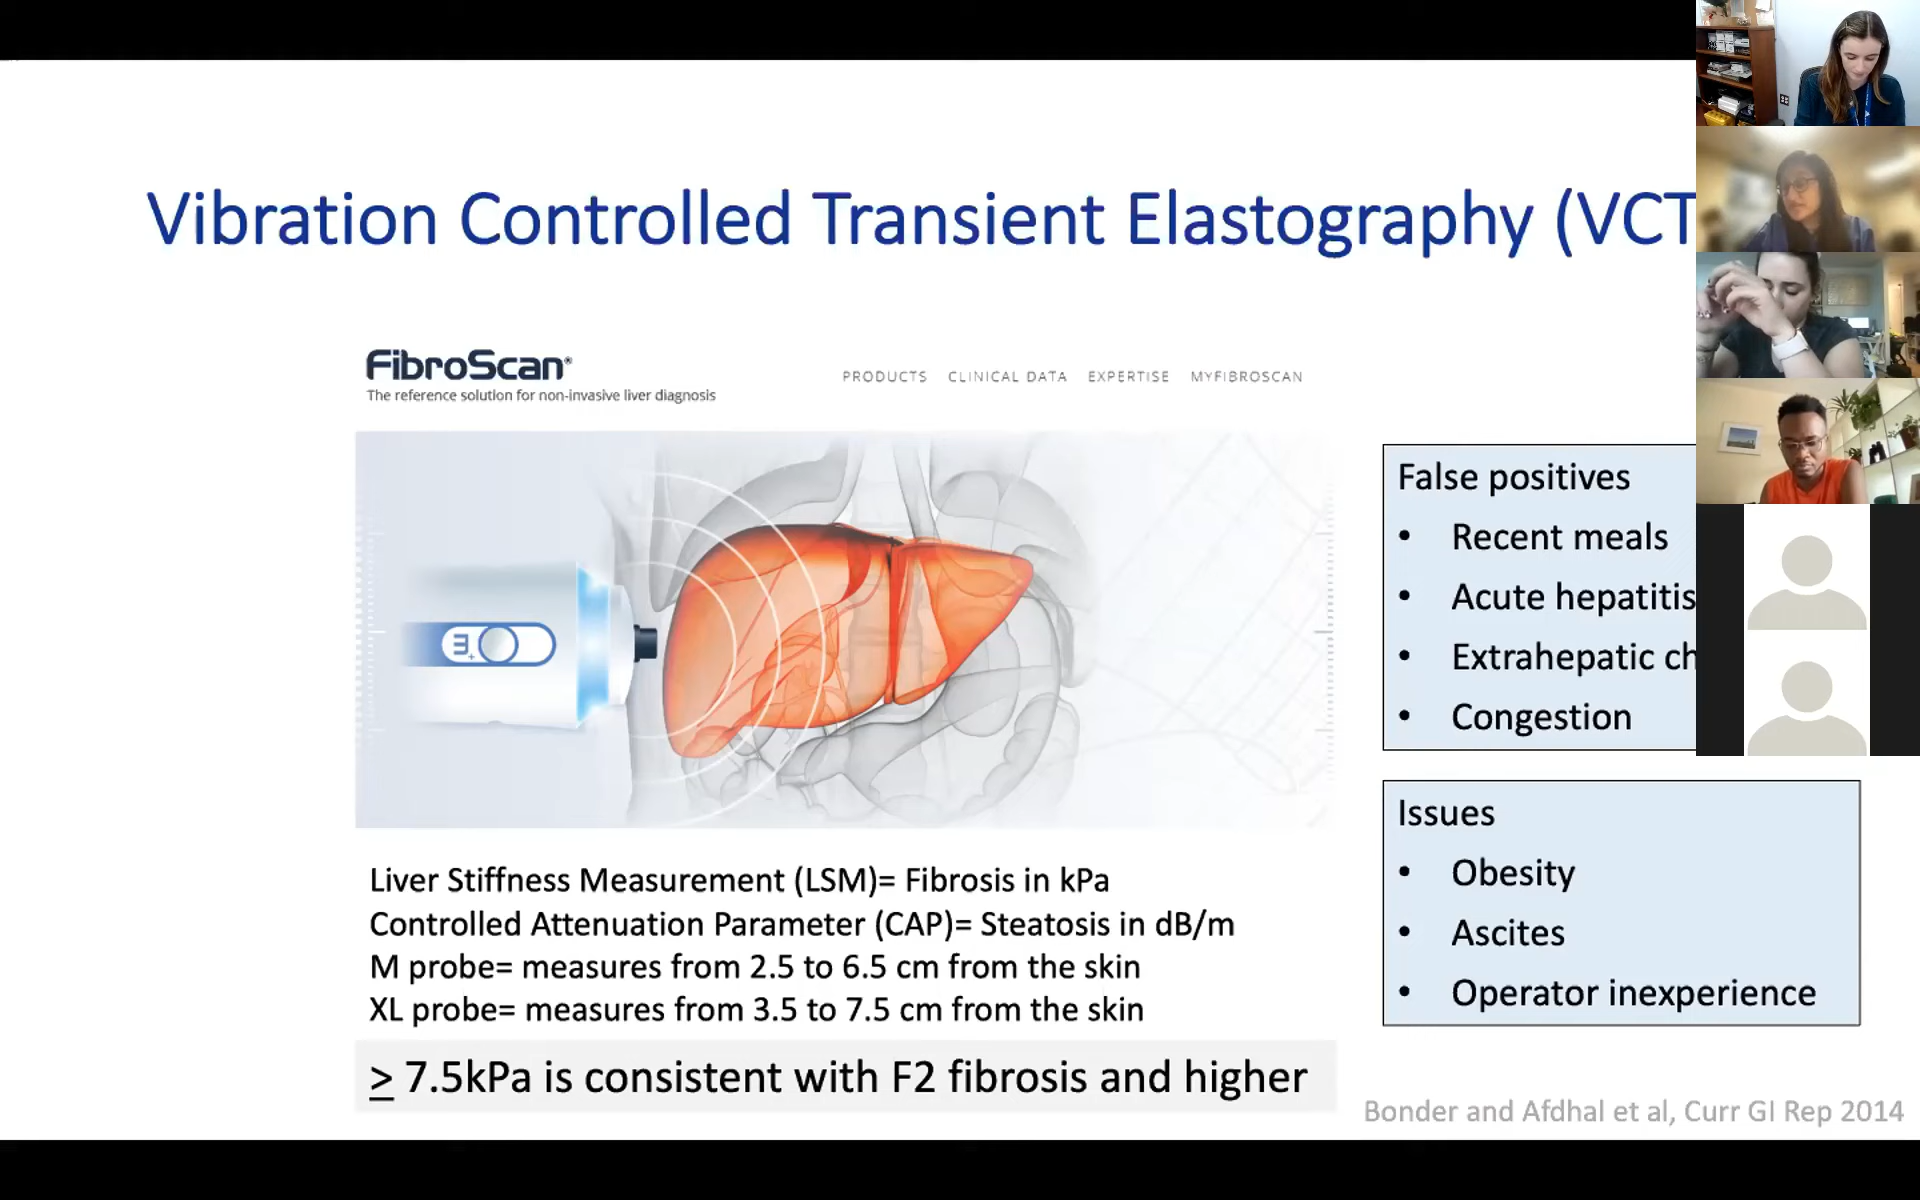 Vibration Controlled Transient Elastography (VCT
FibroScan®
The reference solution for non-invasive liver diagnosis
PRODUCTS CLINICAL DATA EXPERTISE MYFIBROSCAN
False positives
• Recent meals
• Acute hepatitis
• Extrahepatic ch
• Congestion
Issues
• Obesity
• Ascites
• Operator inexperience
Liver Stiffness Measurement (LSM)= Fibrosis in kPa
Controlled Attenuation Parameter (CAP)= Steatosis in dB/m
M probe= measures from 2.5 to 6.5 cm from the skin
XL probe= measures from 3.5 to 7.5 cm from the skin
≥ 7.5kPa is consistent with F2 fibrosis and higher
Bonder and Afdhal et al, Curr GI Rep 2014